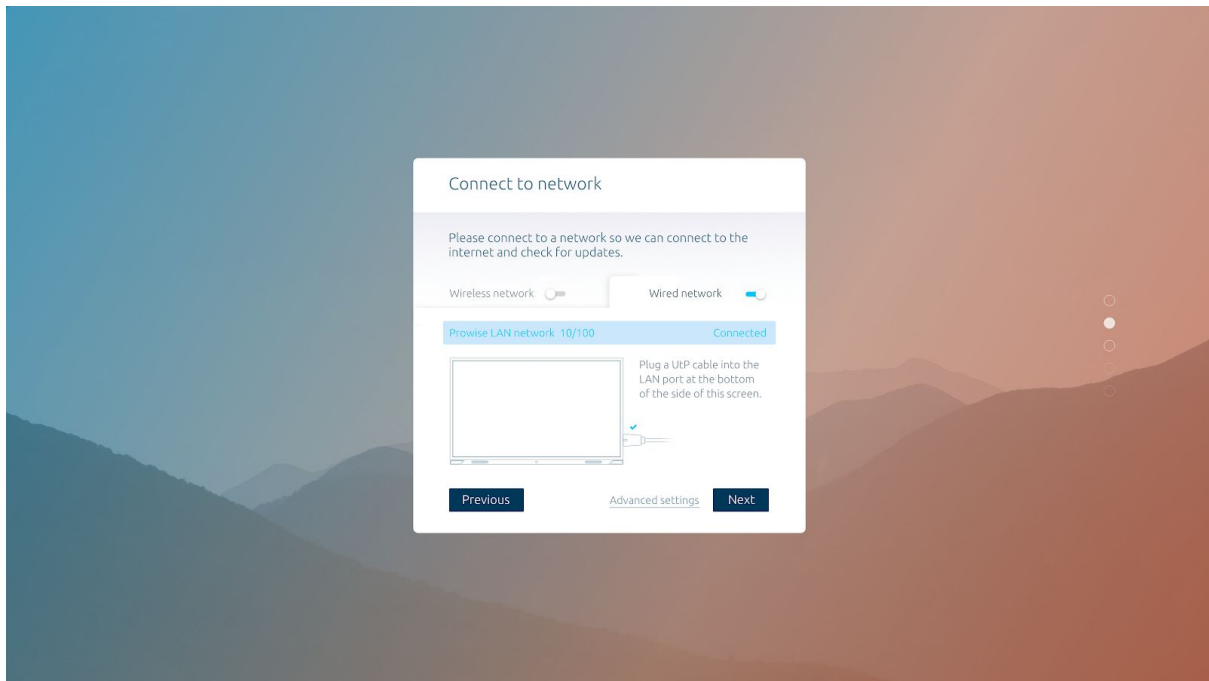 Connect to network
Please connect to a network so we can connect to the
internet and check for updates.
Wireless network
Wired network
Prowise LAN network 10/100
Connected
Plug a UtP cable into the
LAN port at the bottom
of the side of this screen.
Previous
Advanced settings
Next